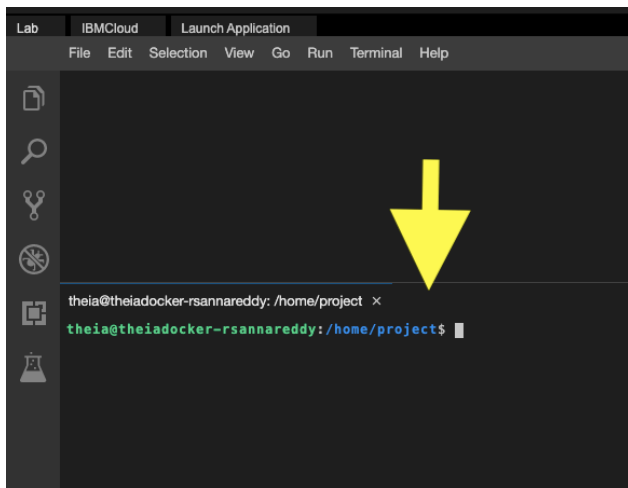 Lab IBMCloud Launch Application
File Edit Selection View Go Run Terminal Help
theia@theiadocker-rsannareddy: /home/project ×
theia@theiadocker-rsannareddy:/home/project$